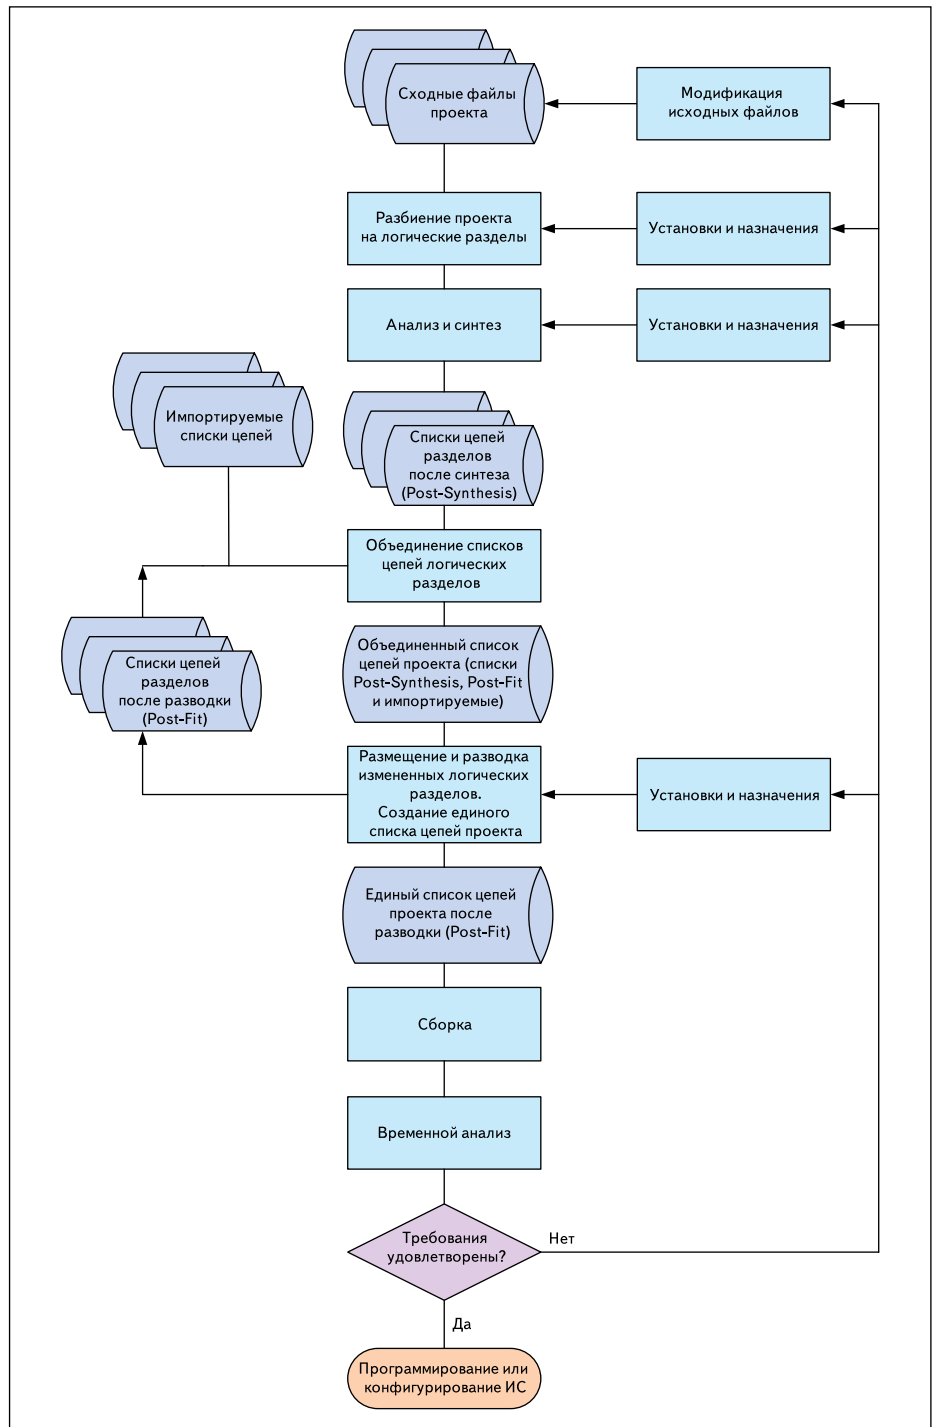 Сходные файлы
проекта
Модификация
исходных файлов
Разбиение проекта
на логические разделы
Установки и назначения
Анализ и синтез
Установки и назначения
Импортируемые
списки цепей
Списки цепей
разделов
после синтеза
(Post-Synthesis)
Объединение списков
цепей логических
разделов
Списки цепей
разделов
после разводки
(Post-Fit)
Объединенный список
цепей проекта (списки
Post-Synthesis, Post-Fit
и импортируемые)
Размещение и разводка
измененных логических
разделов.
Создание единого
списка цепей проекта
Установки и назначения
Единый список цепей
проекта после
разводки (Post-Fit)
Сборка
Временной анализ
Требования
удовлетворены?
Нет
Да
Программирование или
конфигурирование ИС